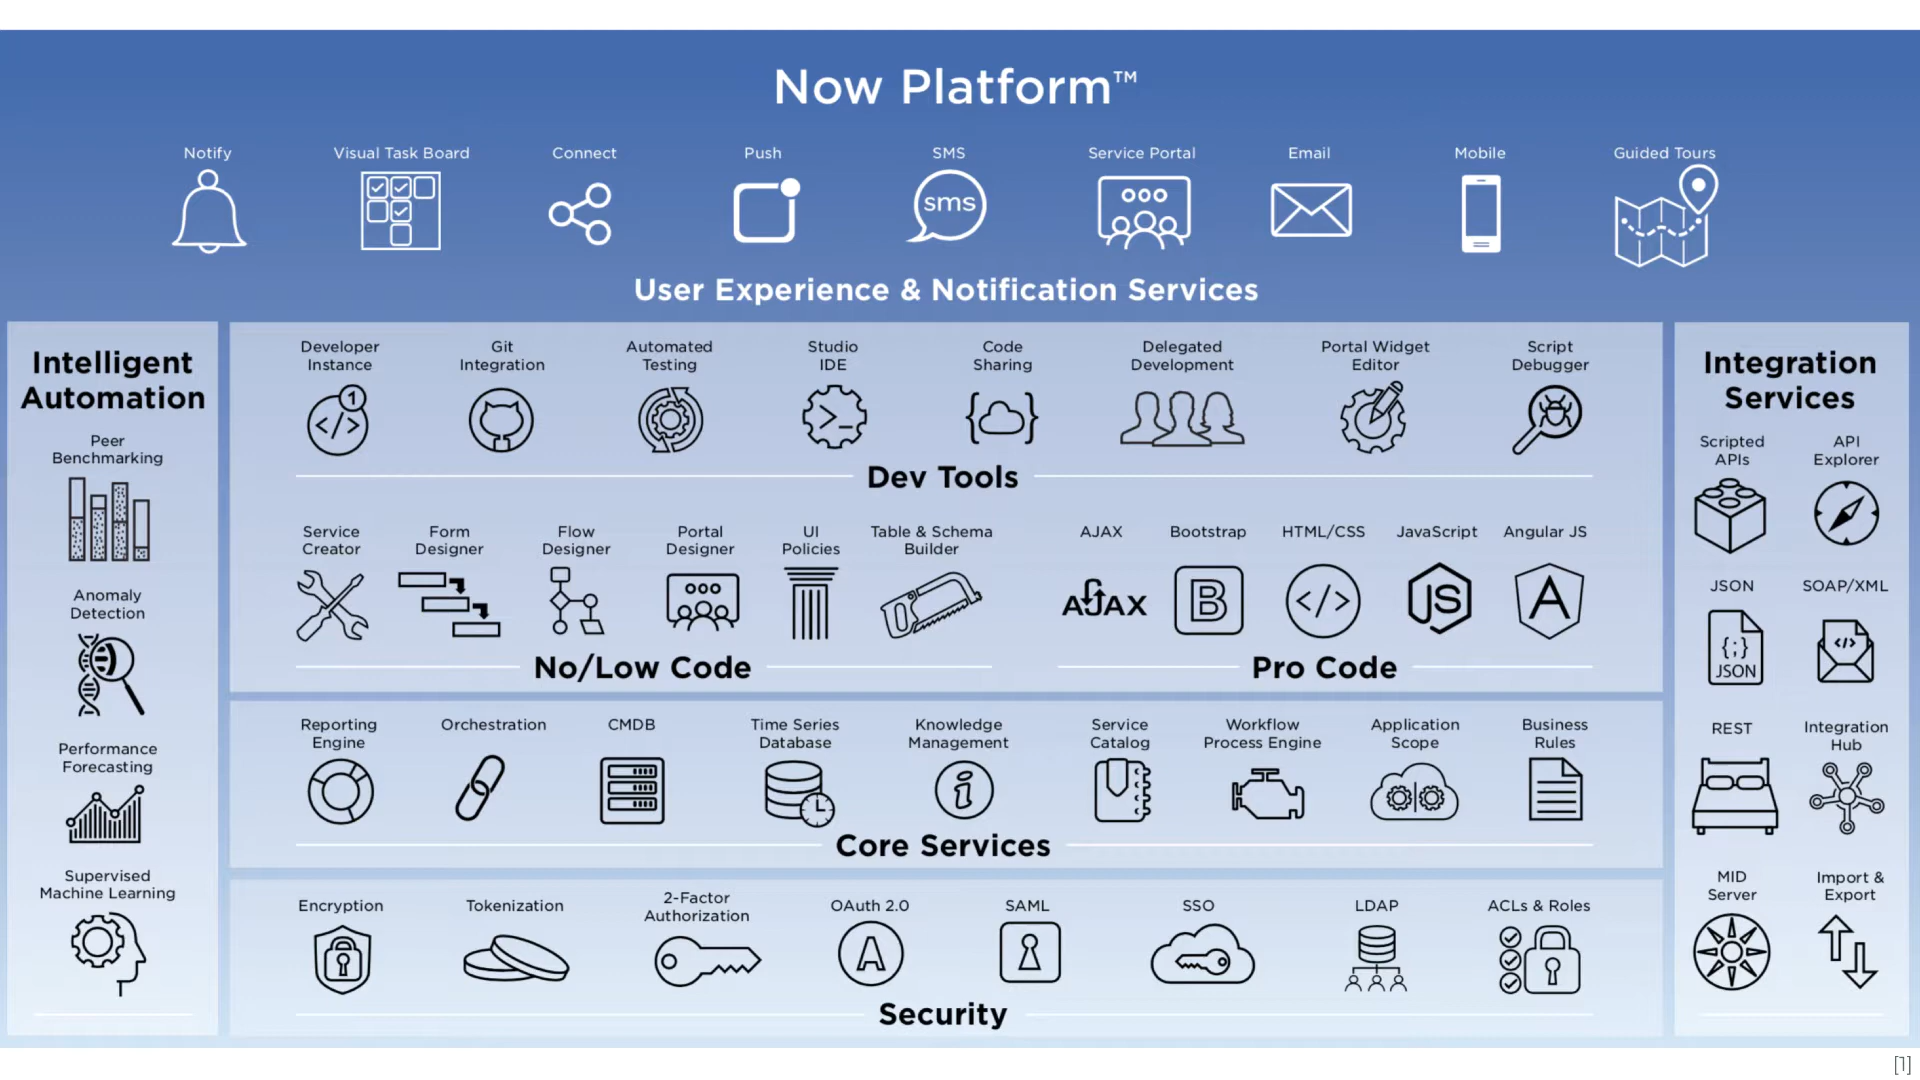 Now Platform™
Notify
Visual Task Board
Connect
Push
SMS
Service Portal
Email
Mobile
Guided Tours
sms
User Experience & Notification Services
Intelligent
Automation
Peer
Benchmarking
Anomaly
Detection
Performance
Forecasting
Supervised
Machine Learning
Developer
Instance
1
</>
Git
Integration
Automated
Testing
Studio
IDE
>_
Code
Sharing
{ }
Delegated
Development
Portal Widget
Editor
Script
Debugger
Dev Tools
Service
Creator
Form
Designer
Flow
Designer
Portal
Designer
UI
Policies
Table & Schema
Builder
No/Low Code
AJAX
AJAX
Bootstrap
B
HTML/CSS
</>
JavaScript
JS
Angular JS
A
Pro Code
Reporting
Engine
Orchestration
CMDB
Time Series
Database
Knowledge
Management
i
Service
Catalog
Workflow
Process Engine
Application
Scope
Business
Rules
Core Services
Encryption
Tokenization
2-Factor
Authorization
OAuth 2.0
A
SAML
SSO
LDAP
ACLs & Roles
Security
Integration
Services
Scripted
APIs
API
Explorer
JSON
{;}
JSON
SOAP/XML
</>
REST
Integration
Hub
MID
Server
Import &
Export
[1]